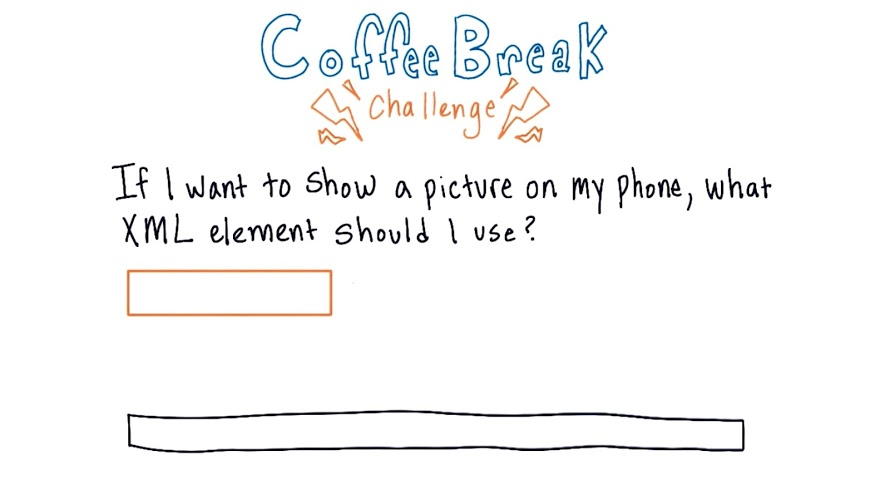 Coffee Break
Challenge
If I want to show a picture on my phone, what
XML element should I use?